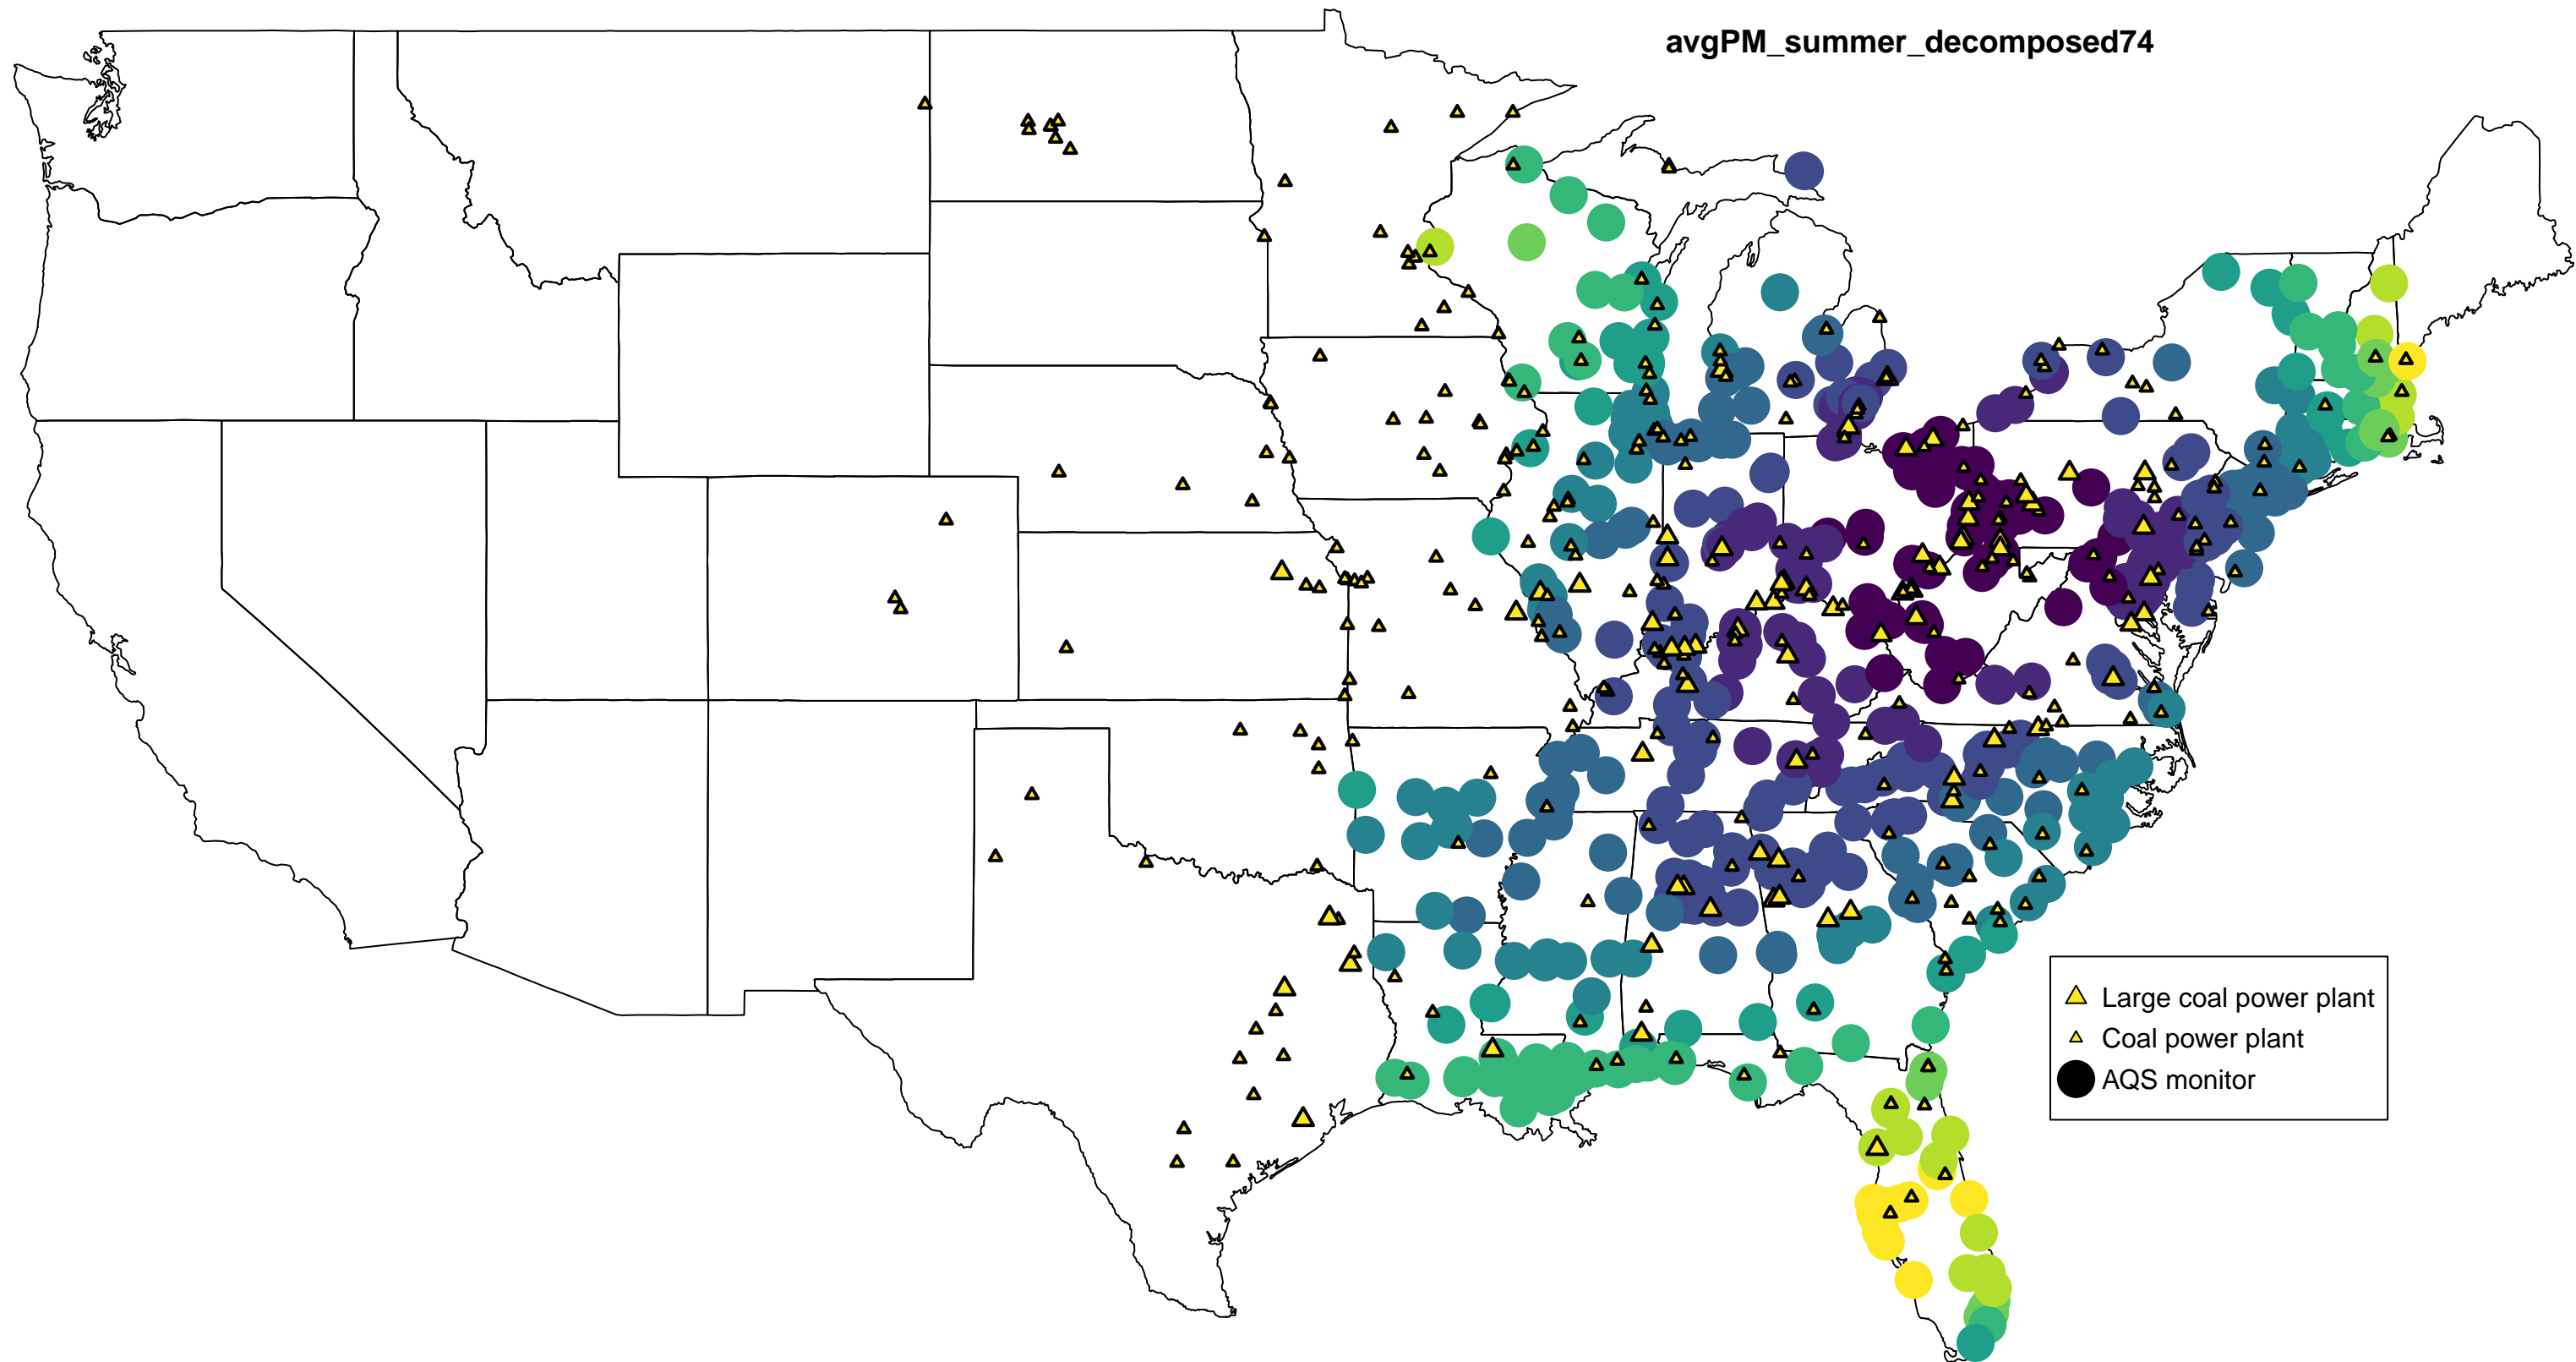 avgPM_summer_decomposed74
Large coal power plant
Coal power plant
AQS monitor